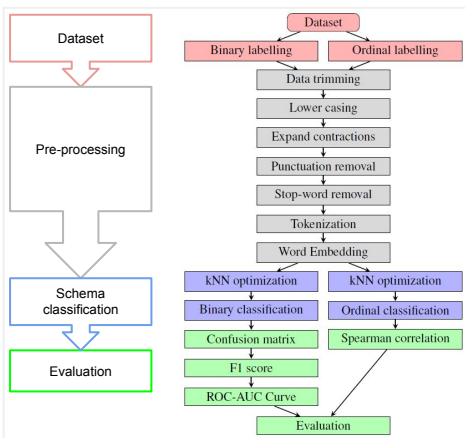 Dataset
Pre-processing
Schema
classification
Evaluation
Dataset
Binary labelling
Ordinal labelling
Data trimming
Lower casing
Expand contractions
Punctuation removal
Stop-word removal
Tokenization
Word Embedding
kNN optimization
kNN optimization
Binary classification
Ordinal classification
Confusion matrix
Spearman correlation
F1 score
ROC-AUC Curve
Evaluation